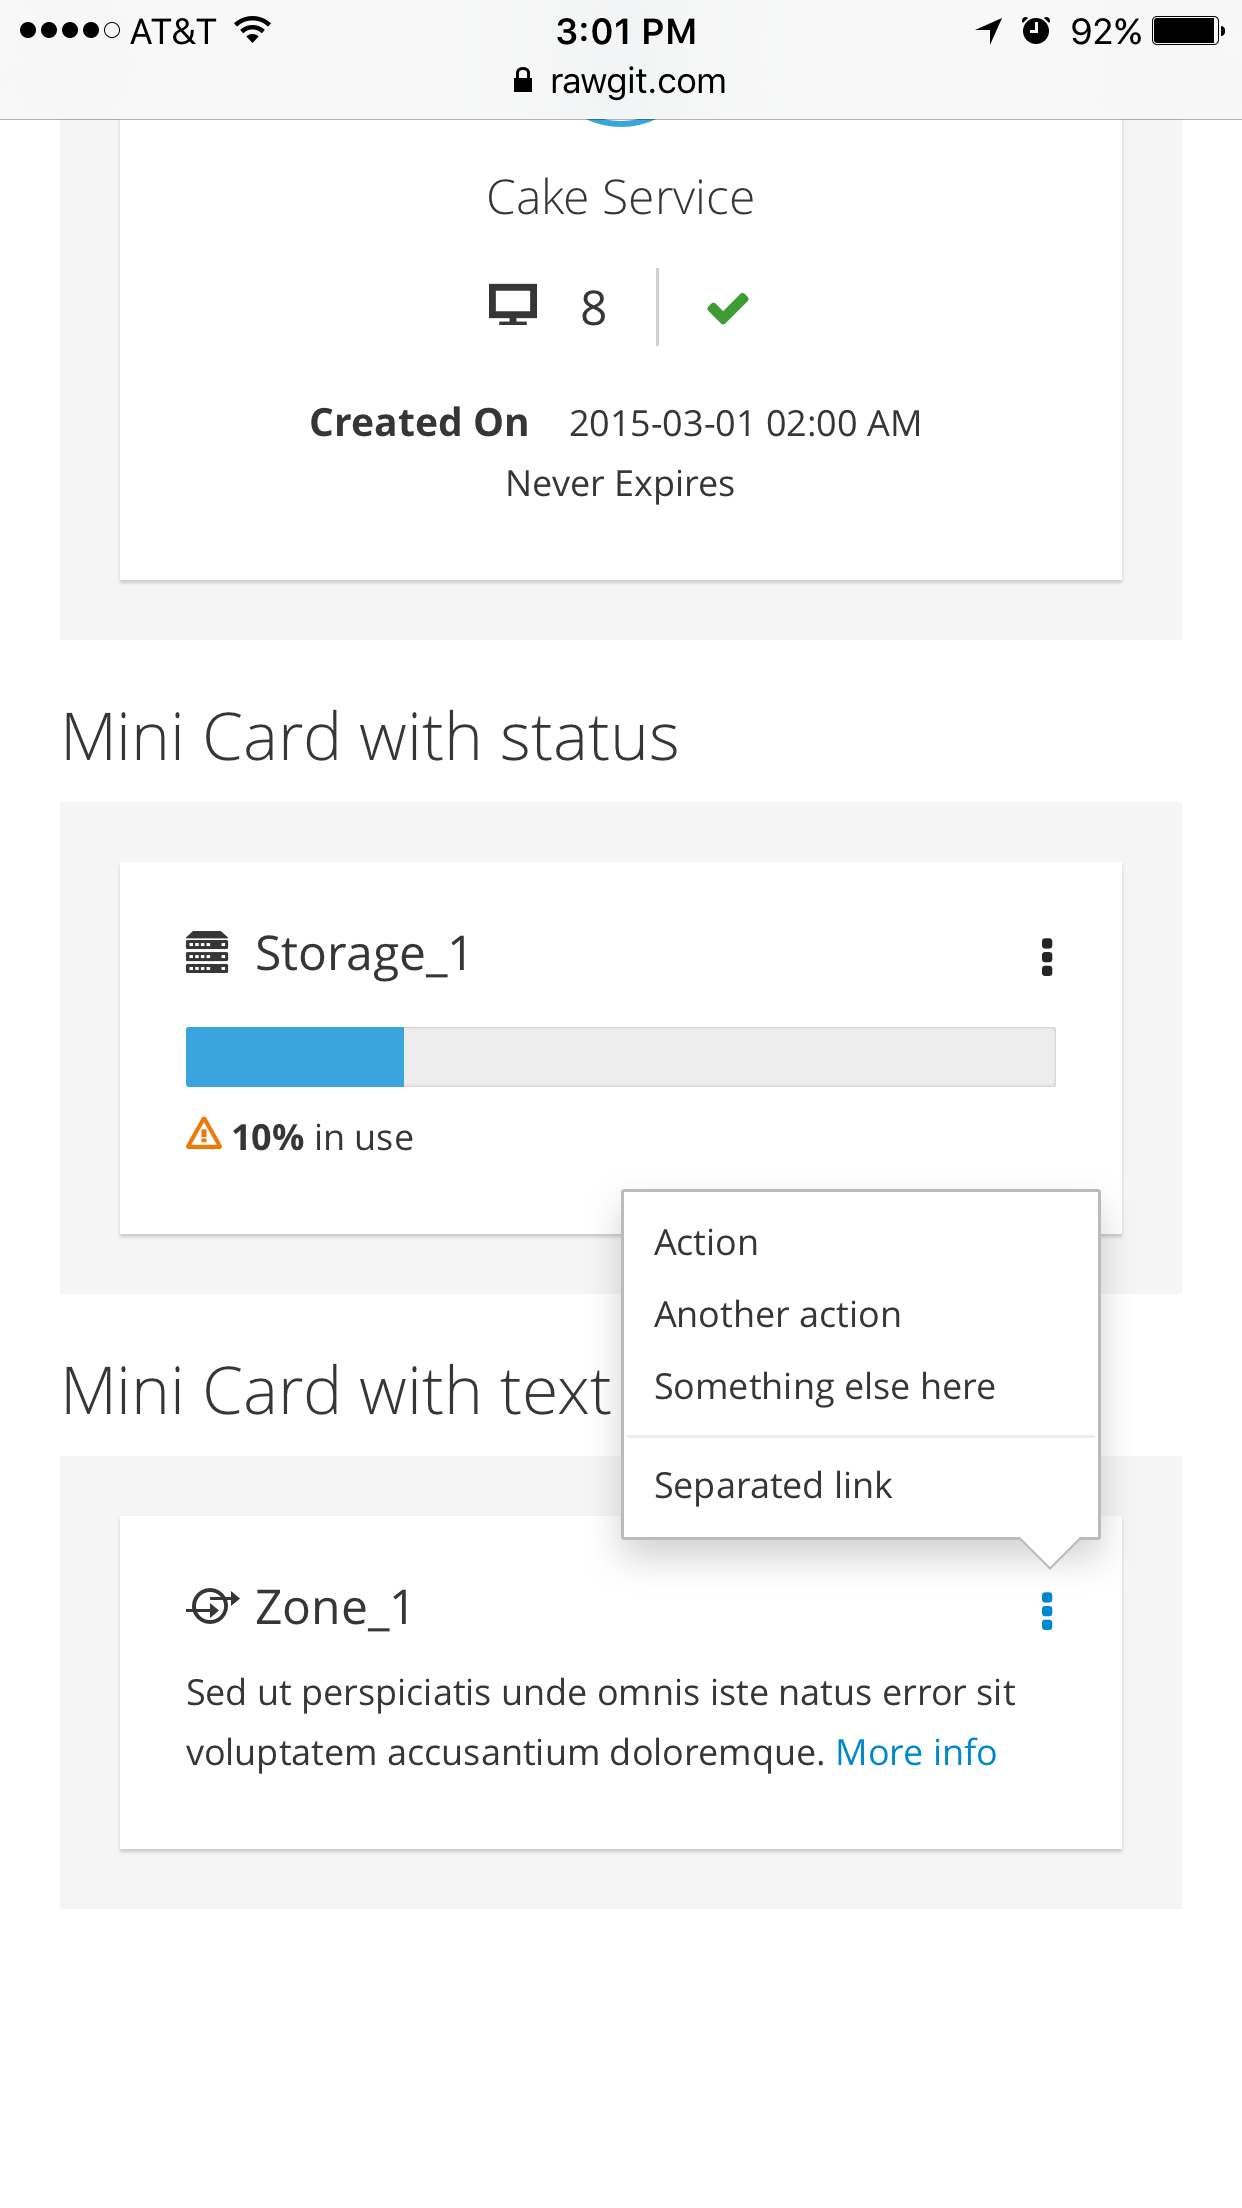 AT&T 3:01 PM 92%
rawgit.com
Cake Service
8
Created On 2015-03-01 02:00 AM
Never Expires
Mini Card with status
Storage_1
10% in use
Action
Another action
Something else here
Separated link
Mini Card with text
Zone_1
Sed ut perspiciatis unde omnis iste natus error sit
voluptatem accusantium doloremque. More info